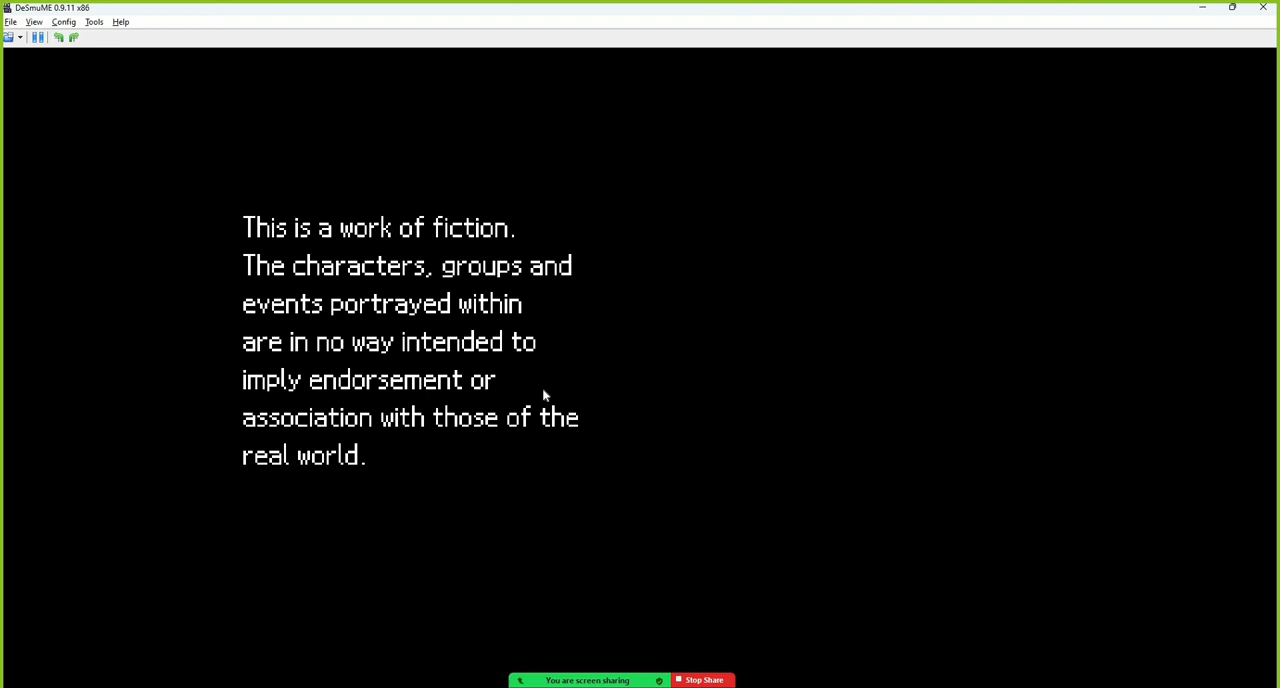 DeSmuME 0.9.11 x86
File View Config Tools Help
This is a work of fiction.
The characters, groups and
events portrayed within
are in no way intended to
imply endorsement or
association with those of the
real world.
You are screen sharing Stop Share